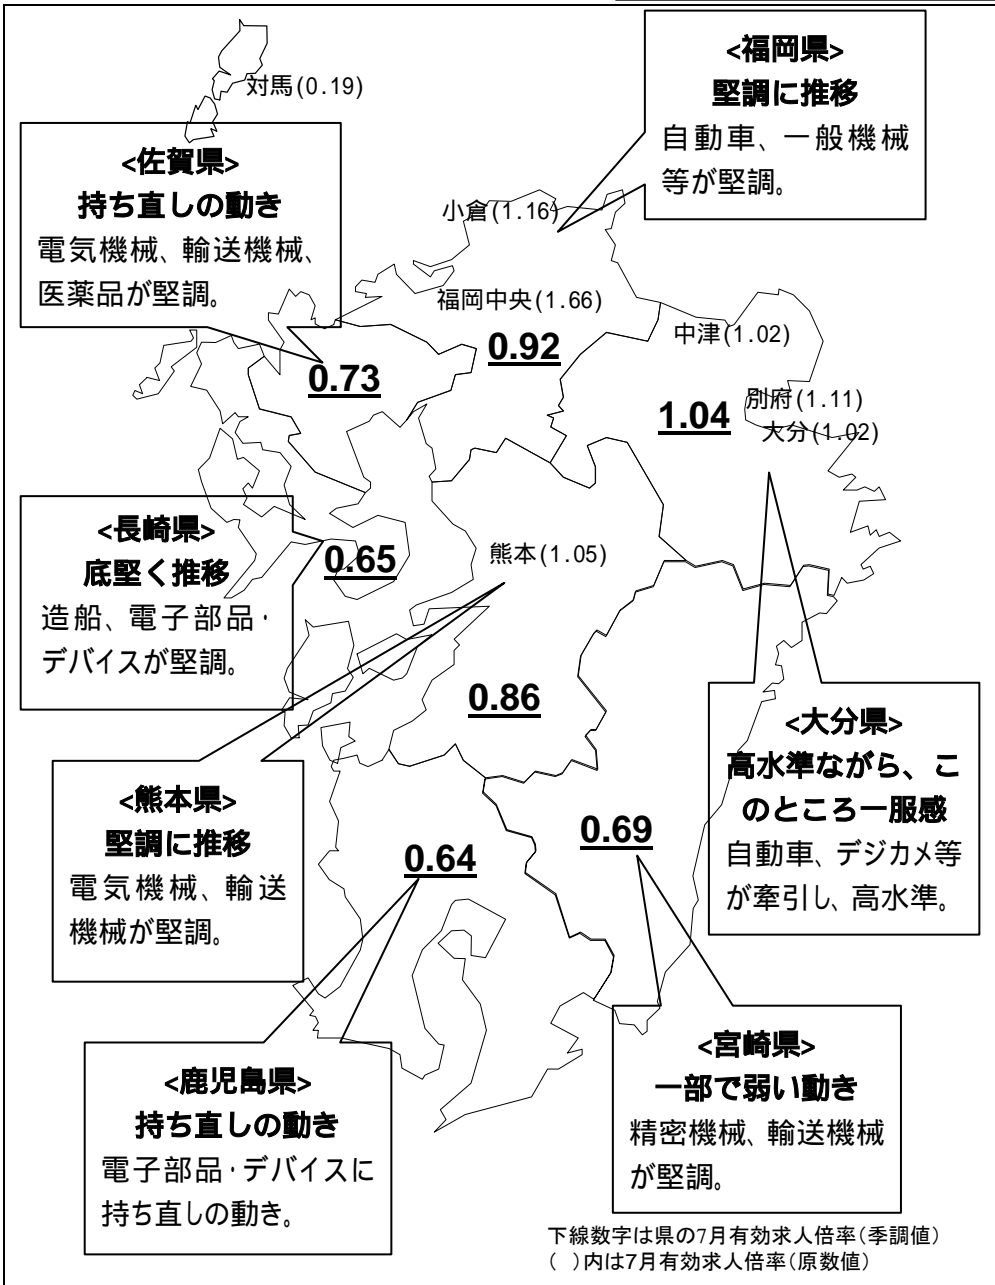 対馬(0.19)
<福岡県>
堅調に推移
自動車、一般機械
等が堅調。
<佐賀県>
持ち直しの動き
電気機械、輸送機械、
医薬品が堅調。
小倉(1.16)
福岡中央(1.66)
0.92
中津(1.02)
0.73
1.04
別府(1.11)
大分(1.02)
<長崎県>
底堅く推移
造船、電子部品・
デバイスが堅調。
0.65
熊本(1.05)
0.86
<大分県>
高水準ながら、こ
のところ一服感
自動車、デジカメ等
が牽引し、高水準。
<熊本県>
堅調に推移
電気機械、輸送
機械が堅調。
0.69
0.64
<鹿児島県>
持ち直しの動き
電子部品・デバイスに
持ち直しの動き。
<宮崎県>
一部で弱い動き
精密機械、輸送機械
が堅調。
下線数字は県の7月有効求人倍率(季調値)
( )内は7月有効求人倍率(原数値)